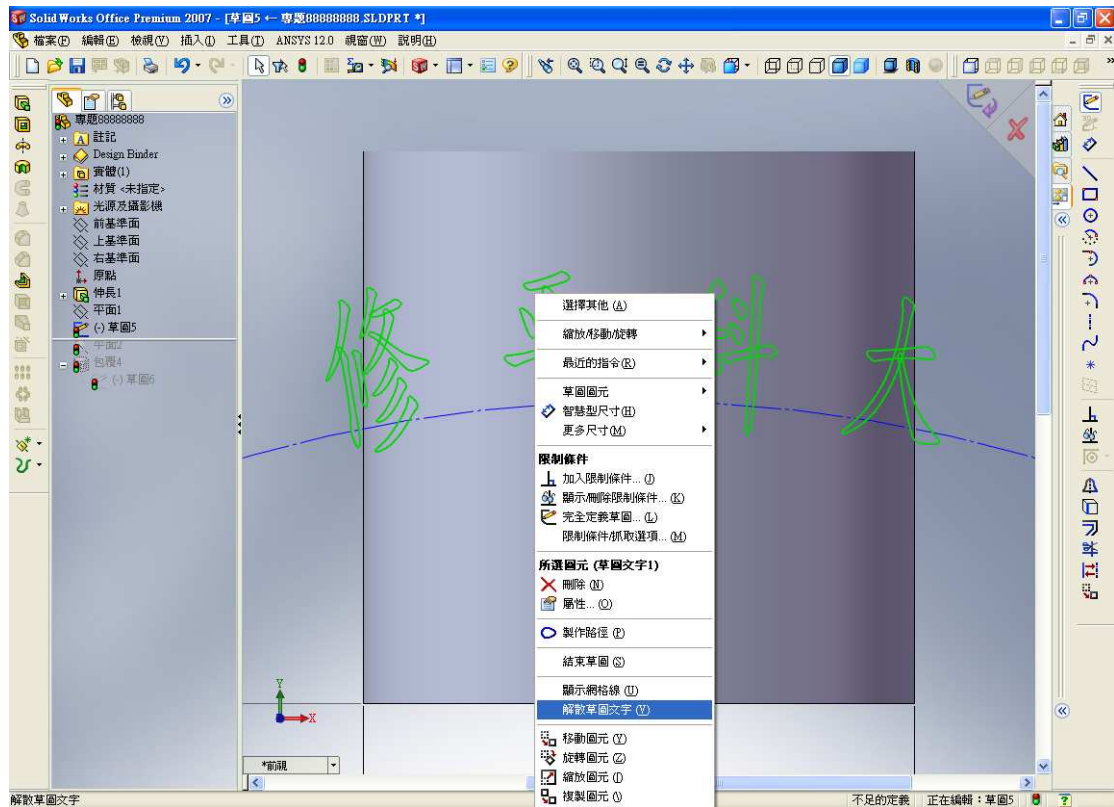 SolidWorks Office Premium 2007 - [草圖5 ← 專題88888888.SLDPRT *]
檔案(F) 編輯(E) 檢視(V) 插入(I) 工具(T) ANSYS 12.0 視窗(W) 說明(H)
專題88888888
註記
Design Binder
實體(1)
材質 <未指定>
光源及攝影機
前基準面
上基準面
右基準面
原點
伸長1
平面1
(-) 草圖5
平面2
包覆4
(-) 草圖6
修 平 科 大
選擇其他 (A)
縮放/移動/旋轉
最近的指令(R)
草圖圖元
智慧型尺寸(H)
更多尺寸(M)
限制條件
加入限制條件... (J)
顯示/刪除限制條件... (K)
完全定義草圖... (L)
限制條件/抓取選項... (M)
所選圖元 (草圖文字1)
刪除 (N)
屬性... (O)
製作路徑 (P)
結束草圖 (S)
顯示網格線 (U)
解散草圖文字 (Y)
移動圖元 (Y)
旋轉圖元 (Z)
縮放圖元 (I)
複製圖元 (\)
Y
X
*前視
解散草圖文字 不足的定義 正在編輯：草圖5